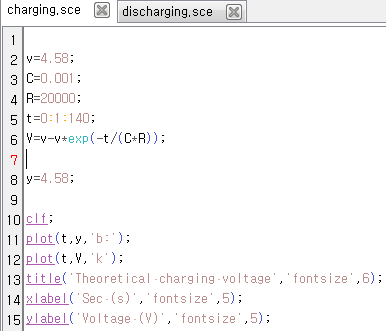 charging.sce discharging.sce
1
2 v=4.58;
3 C=0.001;
4 R=20000;
5 t=0:1:140;
6 V=v-v*exp(-t/(C*R));
7
8 y=4.58;
9
10 clf;
11 plot(t,y,'b:');
12 plot(t,V,'k');
13 title('Theoretical·charging·voltage','fontsize',6);
14 xlabel('Sec·(s)','fontsize',5);
15 ylabel('Voltage·(V)','fontsize',5);